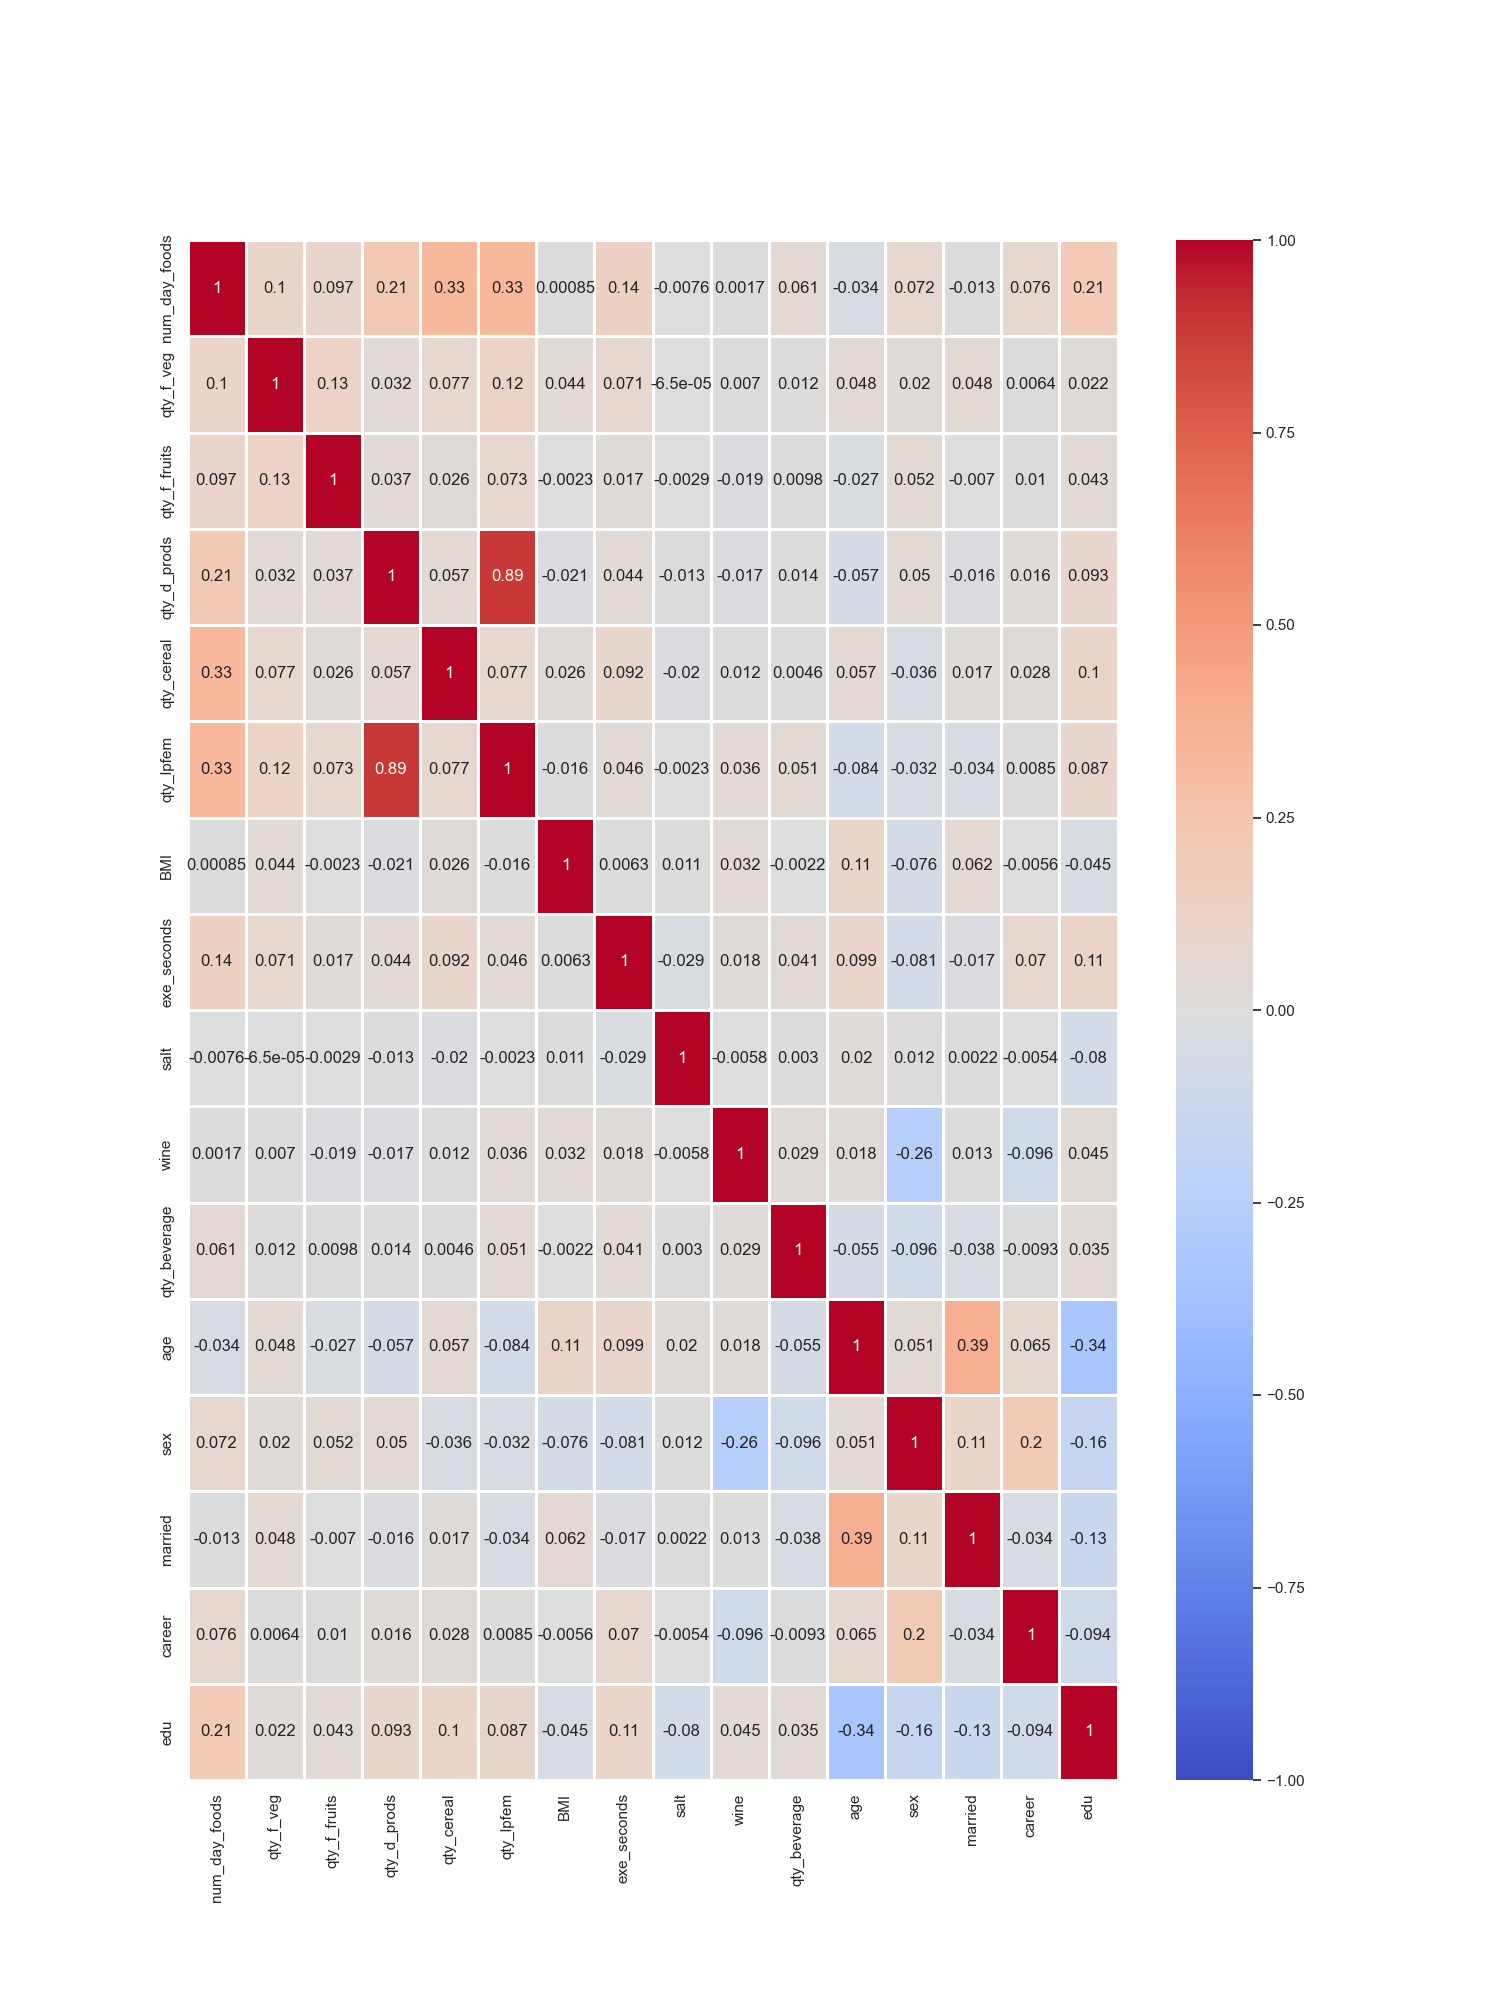 num_day_foods 1 0.1 0.097 0.21 0.33 0.33 0.00085 0.14 -0.0076 0.0017 0.061 -0.034 0.072 -0.013 0.076 0.21
qty_f_veg 0.1 1 0.13 0.032 0.077 0.12 0.044 0.071 -6.5e-05 0.007 0.012 0.048 0.02 0.048 0.0064 0.022
qty_f_fruits 0.097 0.13 1 0.037 0.026 0.073 -0.0023 0.017 -0.0029 -0.019 0.0098 -0.027 0.052 -0.007 0.01 0.043
qty_d_prods 0.21 0.032 0.037 1 0.057 0.89 -0.021 0.044 -0.013 -0.017 0.014 -0.057 0.05 -0.016 0.016 0.093
qty_cereal 0.33 0.077 0.026 0.057 1 0.077 0.026 0.092 -0.02 0.012 0.0046 0.057 -0.036 0.017 0.028 0.1
qty_lpfem 0.33 0.12 0.073 0.89 0.077 1 -0.016 0.046 -0.0023 0.036 0.051 -0.084 -0.032 -0.034 0.0085 0.087
BMI 0.00085 0.044 -0.0023 -0.021 0.026 -0.016 1 0.0063 0.011 0.032 -0.0022 0.11 -0.076 0.062 -0.0056 -0.045
exe_seconds 0.14 0.071 0.017 0.044 0.092 0.046 0.0063 1 -0.029 0.018 0.041 0.099 -0.081 -0.017 0.07 0.11
salt -0.0076 -6.5e-05 -0.0029 -0.013 -0.02 -0.0023 0.011 -0.029 1 -0.0058 0.003 0.02 0.012 0.0022 -0.0054 -0.08
wine 0.0017 0.007 -0.019 -0.017 0.012 0.036 0.032 0.018 -0.0058 1 0.029 0.018 -0.26 0.013 -0.096 0.045
qty_beverage 0.061 0.012 0.0098 0.014 0.0046 0.051 -0.0022 0.041 0.003 0.029 1 -0.055 -0.096 -0.038 -0.0093 0.035
age -0.034 0.048 -0.027 -0.057 0.057 -0.084 0.11 0.099 0.02 0.018 -0.055 1 0.051 0.39 0.065 -0.34
sex 0.072 0.02 0.052 0.05 -0.036 -0.032 -0.076 -0.081 0.012 -0.26 -0.096 0.051 1 0.11 0.2 -0.16
married -0.013 0.048 -0.007 -0.016 0.017 -0.034 0.062 -0.017 0.0022 0.013 -0.038 0.39 0.11 1 -0.034 -0.13
career 0.076 0.0064 0.01 0.016 0.028 0.0085 -0.0056 0.07 -0.0054 -0.096 -0.0093 0.065 0.2 -0.034 1 -0.094
edu 0.21 0.022 0.043 0.093 0.1 0.087 -0.045 0.11 -0.08 0.045 0.035 -0.34 -0.16 -0.13 -0.094 1
num_day_foods qty_f_veg qty_f_fruits qty_d_prods qty_cereal qty_lpfem BMI exe_seconds salt wine qty_beverage age sex married career edu
1.00
0.75
0.50
0.25
0.00
−0.25
−0.50
−0.75
−1.00